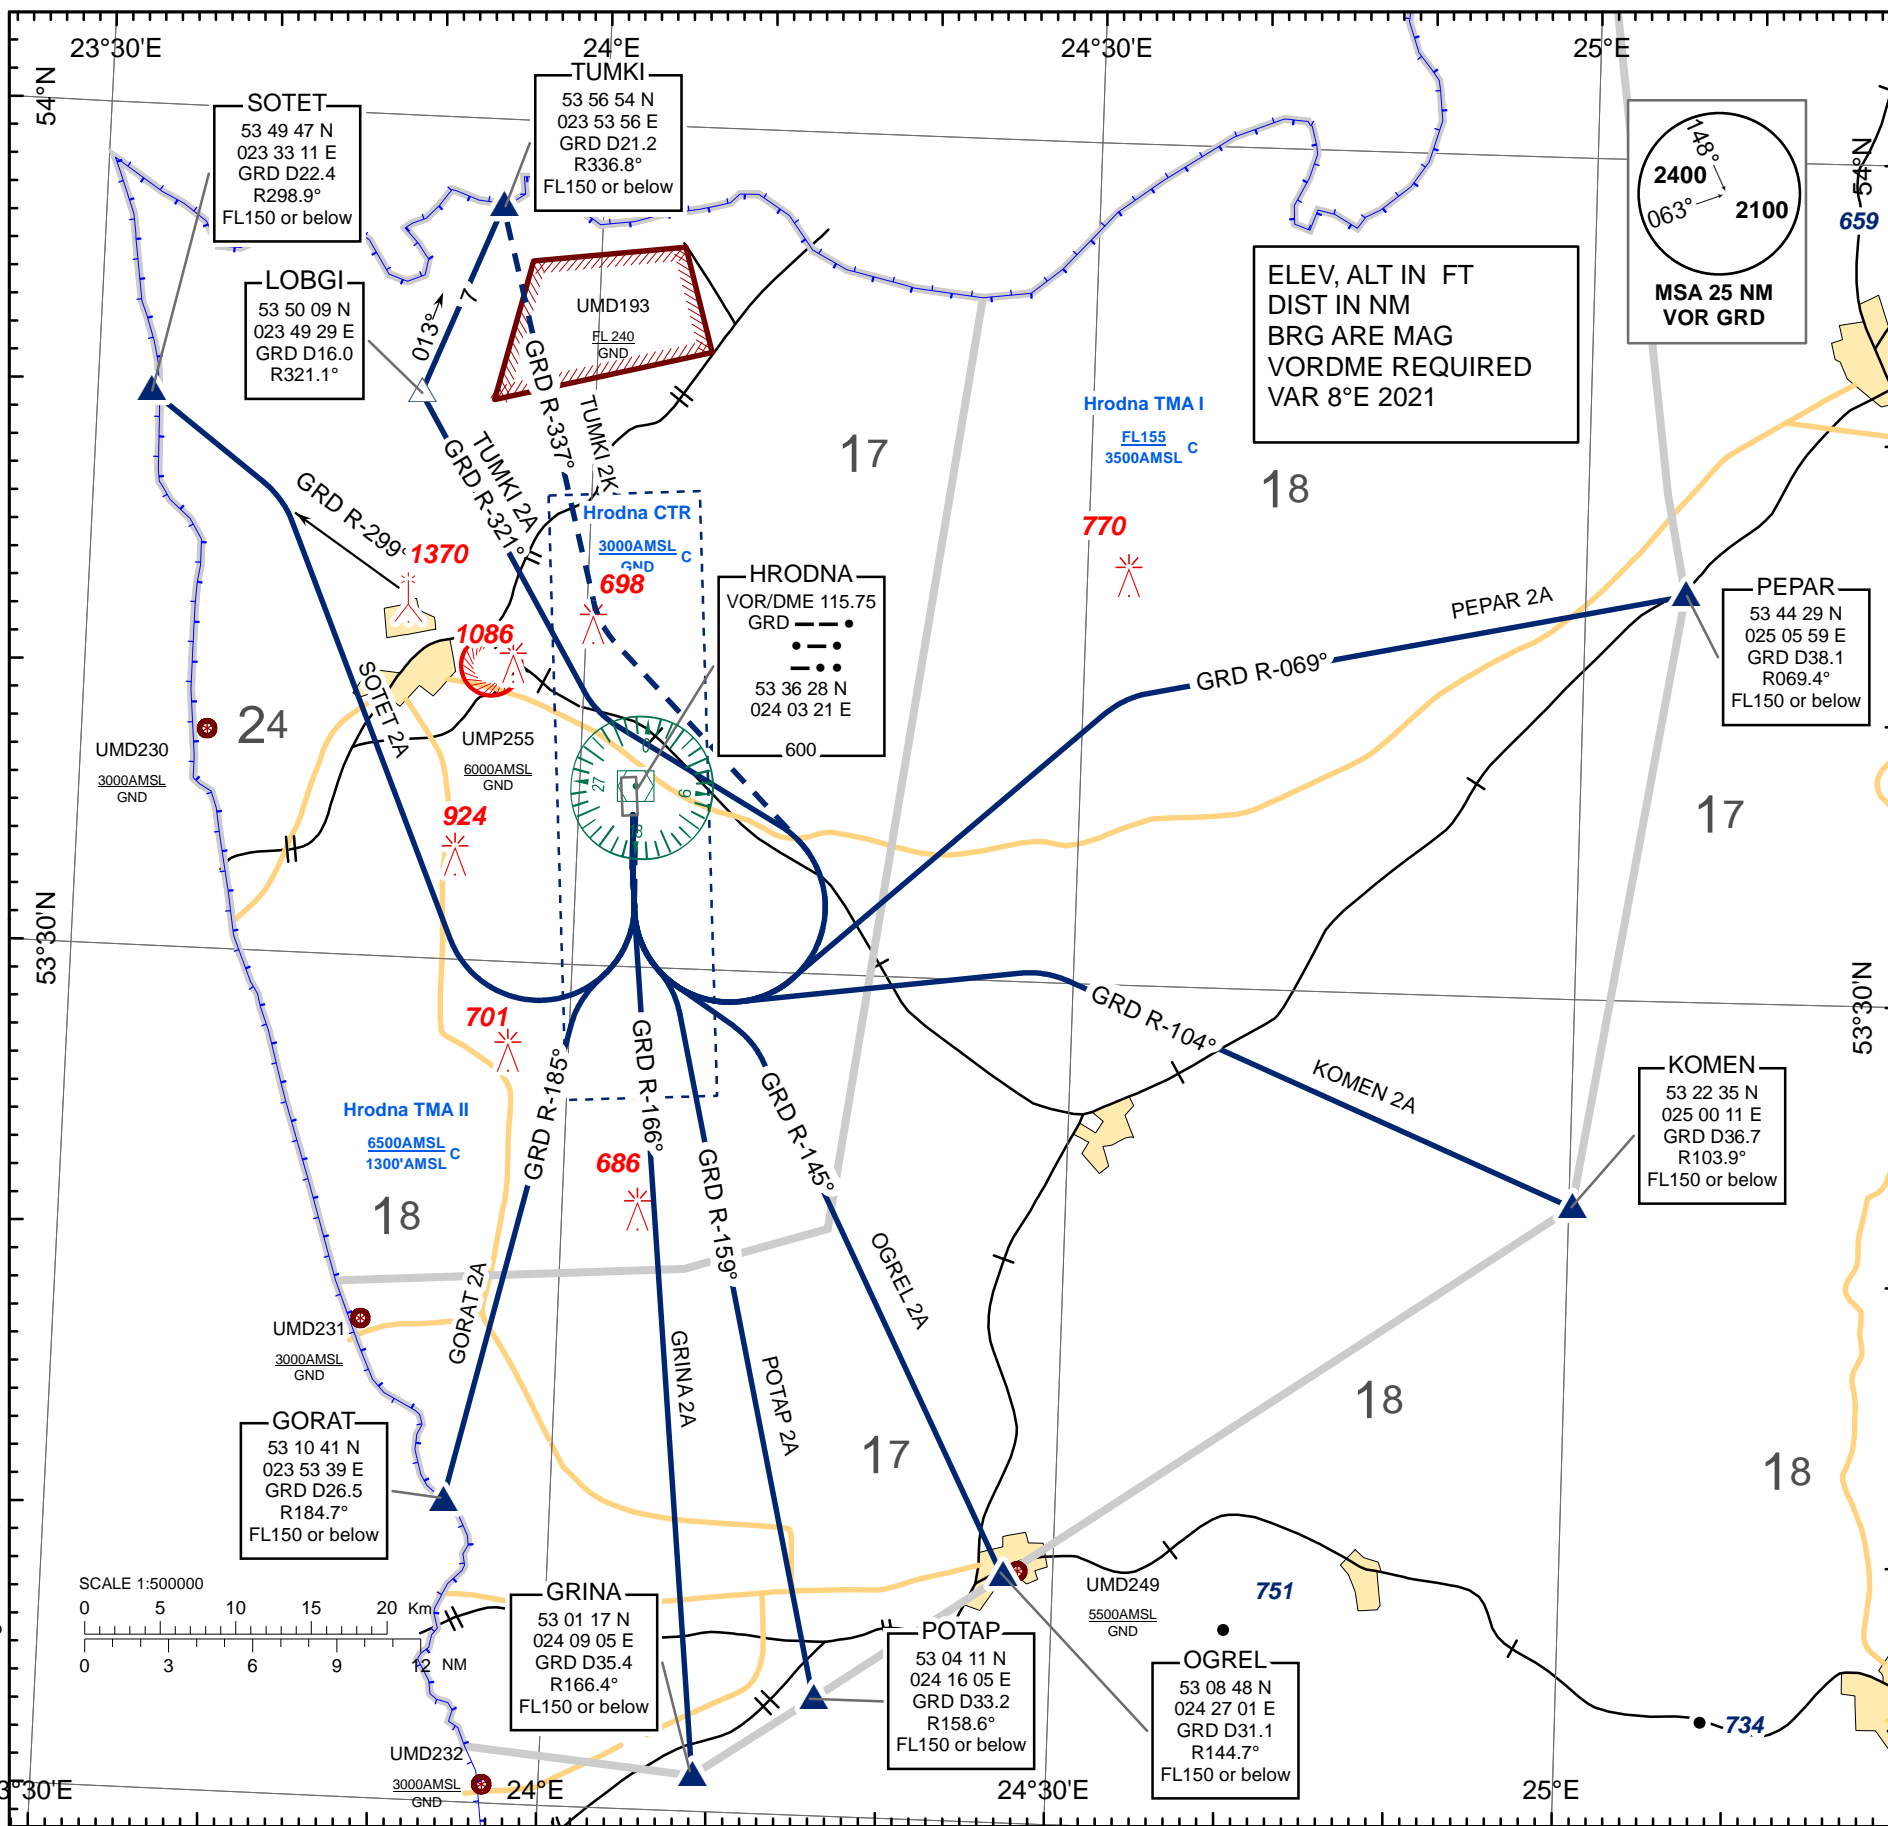 23°30'E
24°E
24°30'E
25°E
54°N
54°N
SOTET
53 49 47 N
023 33 11 E
GRD D22.4
R298.9°
FL150 or below
TUMKI
53 56 54 N
023 53 56 E
GRD D21.2
R336.8°
FL150 or below
LOBGI
53 50 09 N
023 49 29 E
GRD D16.0
R321.1°
013°
7
UMD193
FL 240
GND
148°
2400
063°
2100
MSA 25 NM
VOR GRD
659
ELEV, ALT IN FT
DIST IN NM
BRG ARE MAG
VORDME REQUIRED
VAR 8°E 2021
Hrodna TMA I
FL155
3500AMSL
C
17
18
GRD R-337°
TUMKI 2K
TUMKI 2A
GRD R-321°
GRD R-299°
1370
Hrodna CTR
3000AMSL
GND
C
698
770
1086
HRODNA
VOR/DME 115.75
GRD
53 36 28 N
024 03 21 E
600
PEPAR 2A
GRD R-069°
PEPAR
53 44 29 N
025 05 59 E
GRD D38.1
R069.4°
FL150 or below
SOTET 2A
24
UMD230
3000AMSL
GND
UMP255
6000AMSL
GND
27
9
924
17
53°30'N
53°30'N
701
GRD R-185°
GRD R-166°
GRD R-159°
GRD R-145°
GRD R-104°
KOMEN 2A
KOMEN
53 22 35 N
025 00 11 E
GRD D36.7
R103.9°
FL150 or below
Hrodna TMA II
6500AMSL
1300'AMSL
C
686
18
OGREL 2A
GORAT 2A
GRINA 2A
POTAP 2A
UMD231
3000AMSL
GND
18
17
18
GORAT
53 10 41 N
023 53 39 E
GRD D26.5
R184.7°
FL150 or below
SCALE 1:500000
0 5 10 15 20 Km
0 3 6 9 12 NM
GRINA
53 01 17 N
024 09 05 E
GRD D35.4
R166.4°
FL150 or below
POTAP
53 04 11 N
024 16 05 E
GRD D33.2
R158.6°
FL150 or below
UMD249
5500AMSL
GND
751
OGREL
53 08 48 N
024 27 01 E
GRD D31.1
R144.7°
FL150 or below
734
UMD232
3000AMSL
GND
3°30'E
24°E
24°30'E
25°E